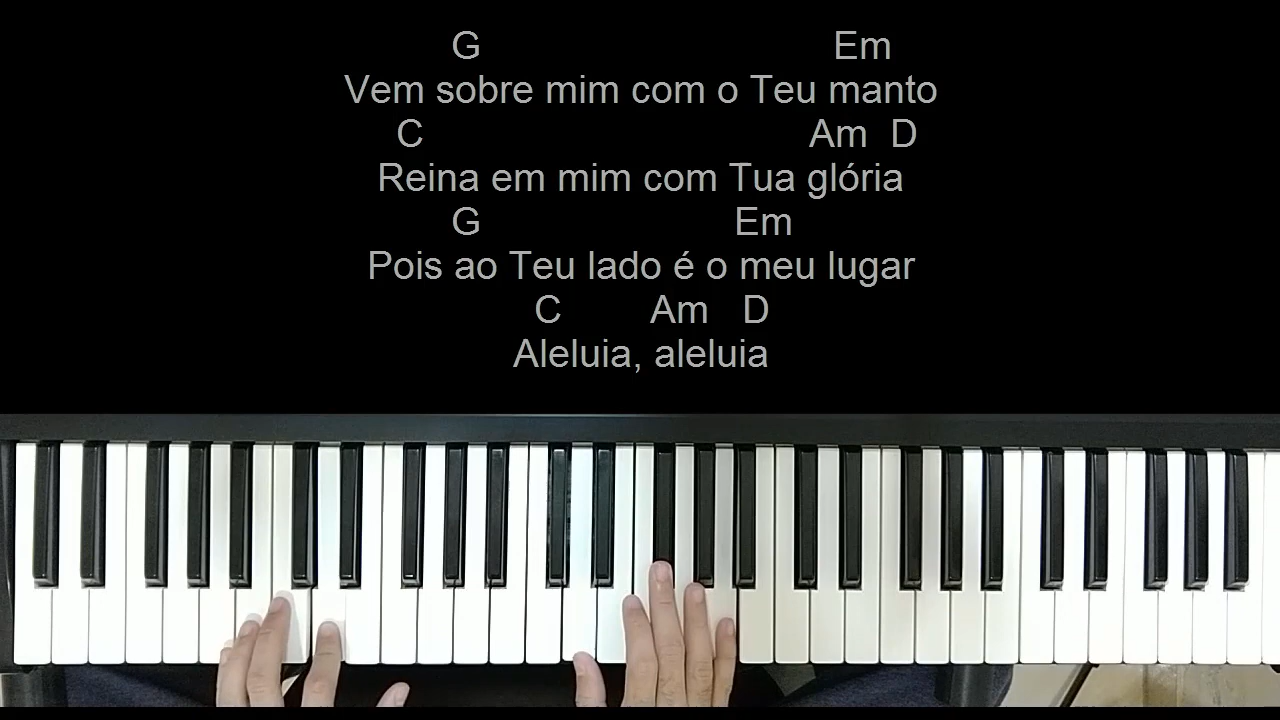 G Em
Vem sobre mim com o Teu manto
C Am D
Reina em mim com Tua glória
G Em
Pois ao Teu lado é o meu lugar
C Am D
Aleluia, aleluia